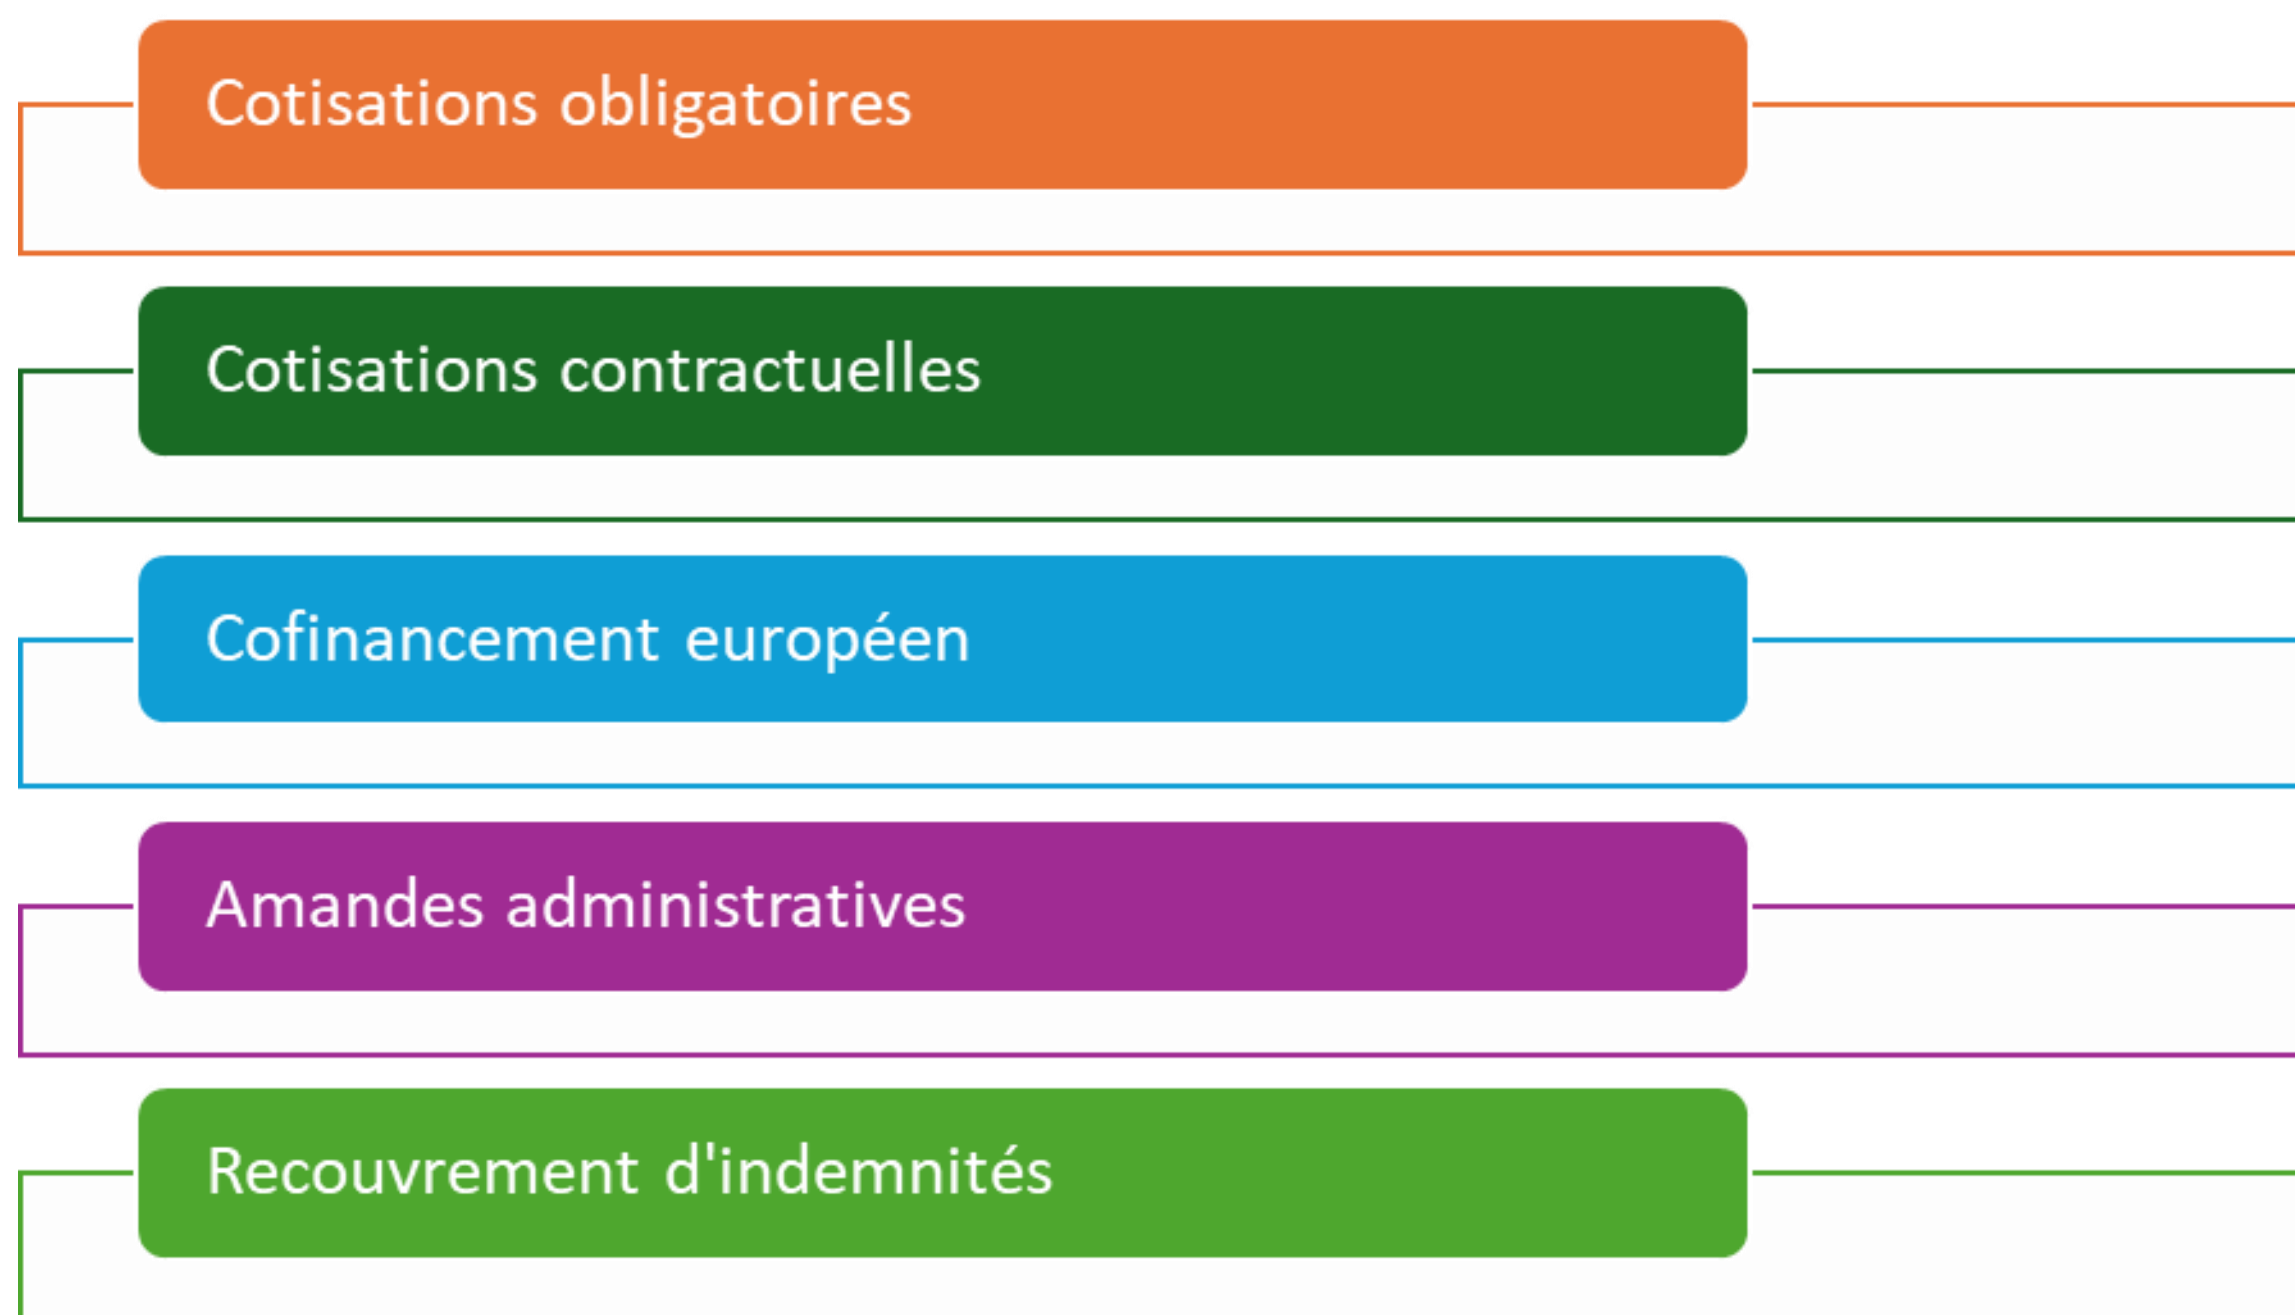 Cotisations obligatoires
Cotisations contractuelles
Cofinancement européen
Amandes administratives
Recouvrement d'indemnités